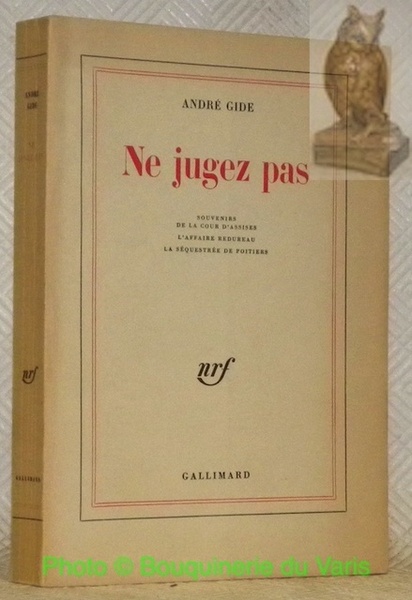 ANDRÉ
GIDE
nrf
GALLIMARD
ANDRÉ GIDE
Ne jugez pas
SOUVENIRS
DE LA COUR D'ASSISES
L'AFFAIRE REDUREAU
LA SÉQUESTRÉE DE POITIERS
nrf
GALLIMARD
Photo © Bouquinerie du Varis